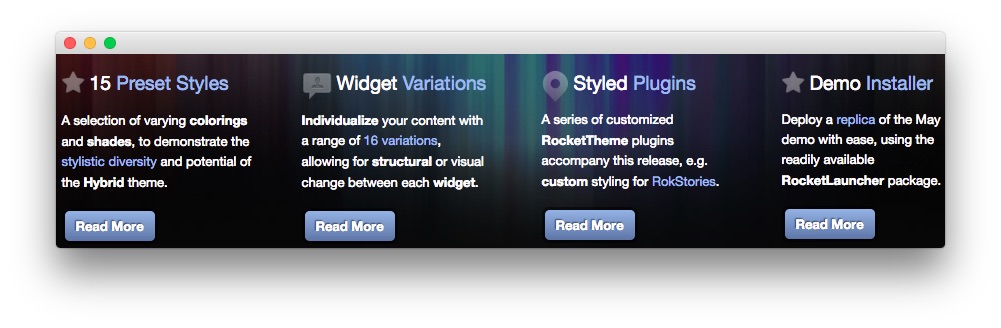 15 Preset Styles
A selection of varying colorings
and shades, to demonstrate the
stylistic diversity and potential of
the Hybrid theme.
Read More
Widget Variations
Individualize your content with
a range of 16 variations,
allowing for structural or visual
change between each widget.
Read More
Styled Plugins
A series of customized
RocketTheme plugins
accompany this release, e.g.
custom styling for RokStories.
Read More
Demo Installer
Deploy a replica of the May
demo with ease, using the
readily available
RocketLauncher package.
Read More